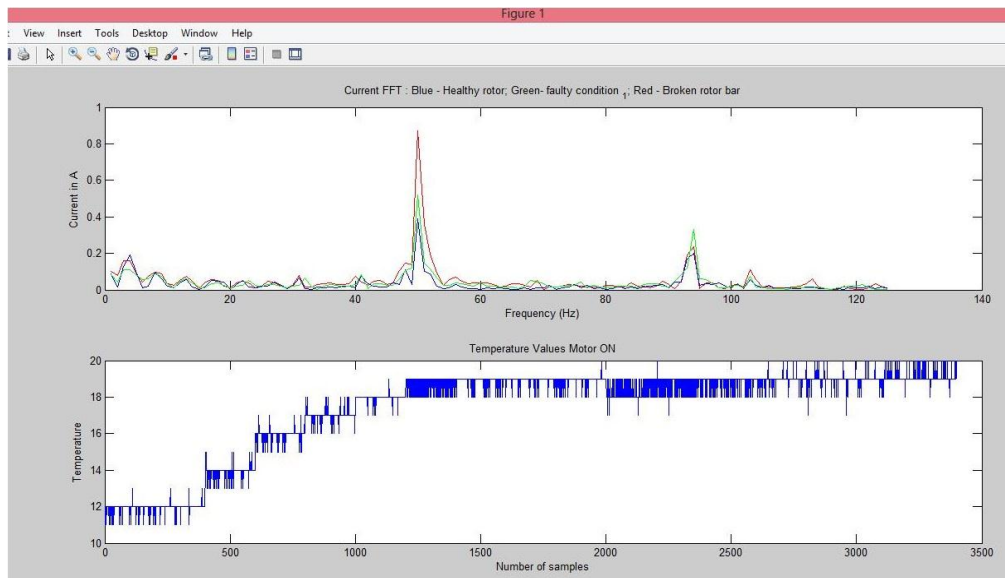 Figure 1
View Insert Tools Desktop Window Help
Current FFT : Blue - Healthy rotor; Green- faulty condition 1; Red - Broken rotor bar
Current in A
1
0.8
0.6
0.4
0.2
0
0 20 40 60 80 100 120 140
Frequency (Hz)
Temperature Values Motor ON
Temperature
20
18
16
14
12
10
0 500 1000 1500 2000 2500 3000 3500
Number of samples